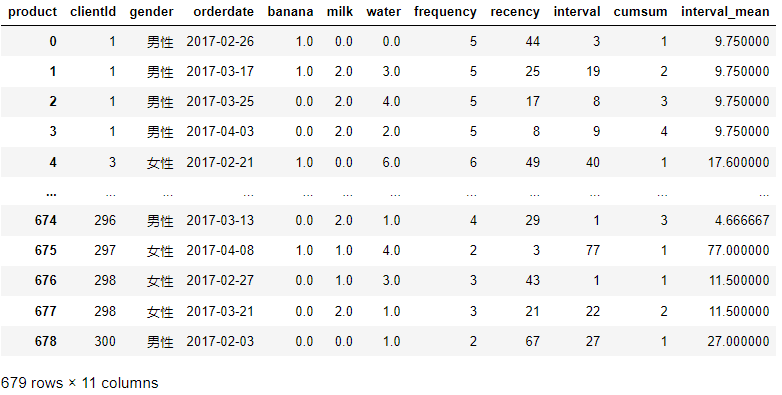 product clientId gender orderdate banana milk water frequency recency interval cumsum interval_mean
0 1 男性 2017-02-26 1.0 0.0 0.0 5 44 3 1 9.750000
1 1 男性 2017-03-17 1.0 2.0 3.0 5 25 19 2 9.750000
2 1 男性 2017-03-25 0.0 2.0 4.0 5 17 8 3 9.750000
3 1 男性 2017-04-03 0.0 2.0 2.0 5 8 9 4 9.750000
4 3 女性 2017-02-21 1.0 0.0 6.0 6 49 40 1 17.600000
... ... ... ... ... ... ... ... ... ... ... ...
674 296 男性 2017-03-13 0.0 2.0 1.0 4 29 1 3 4.666667
675 297 女性 2017-04-08 1.0 1.0 4.0 2 3 77 1 77.000000
676 298 女性 2017-02-27 0.0 1.0 3.0 3 43 1 1 11.500000
677 298 女性 2017-03-21 0.0 2.0 1.0 3 21 22 2 11.500000
678 300 男性 2017-02-03 0.0 0.0 1.0 2 67 27 1 27.000000
679 rows × 11 columns